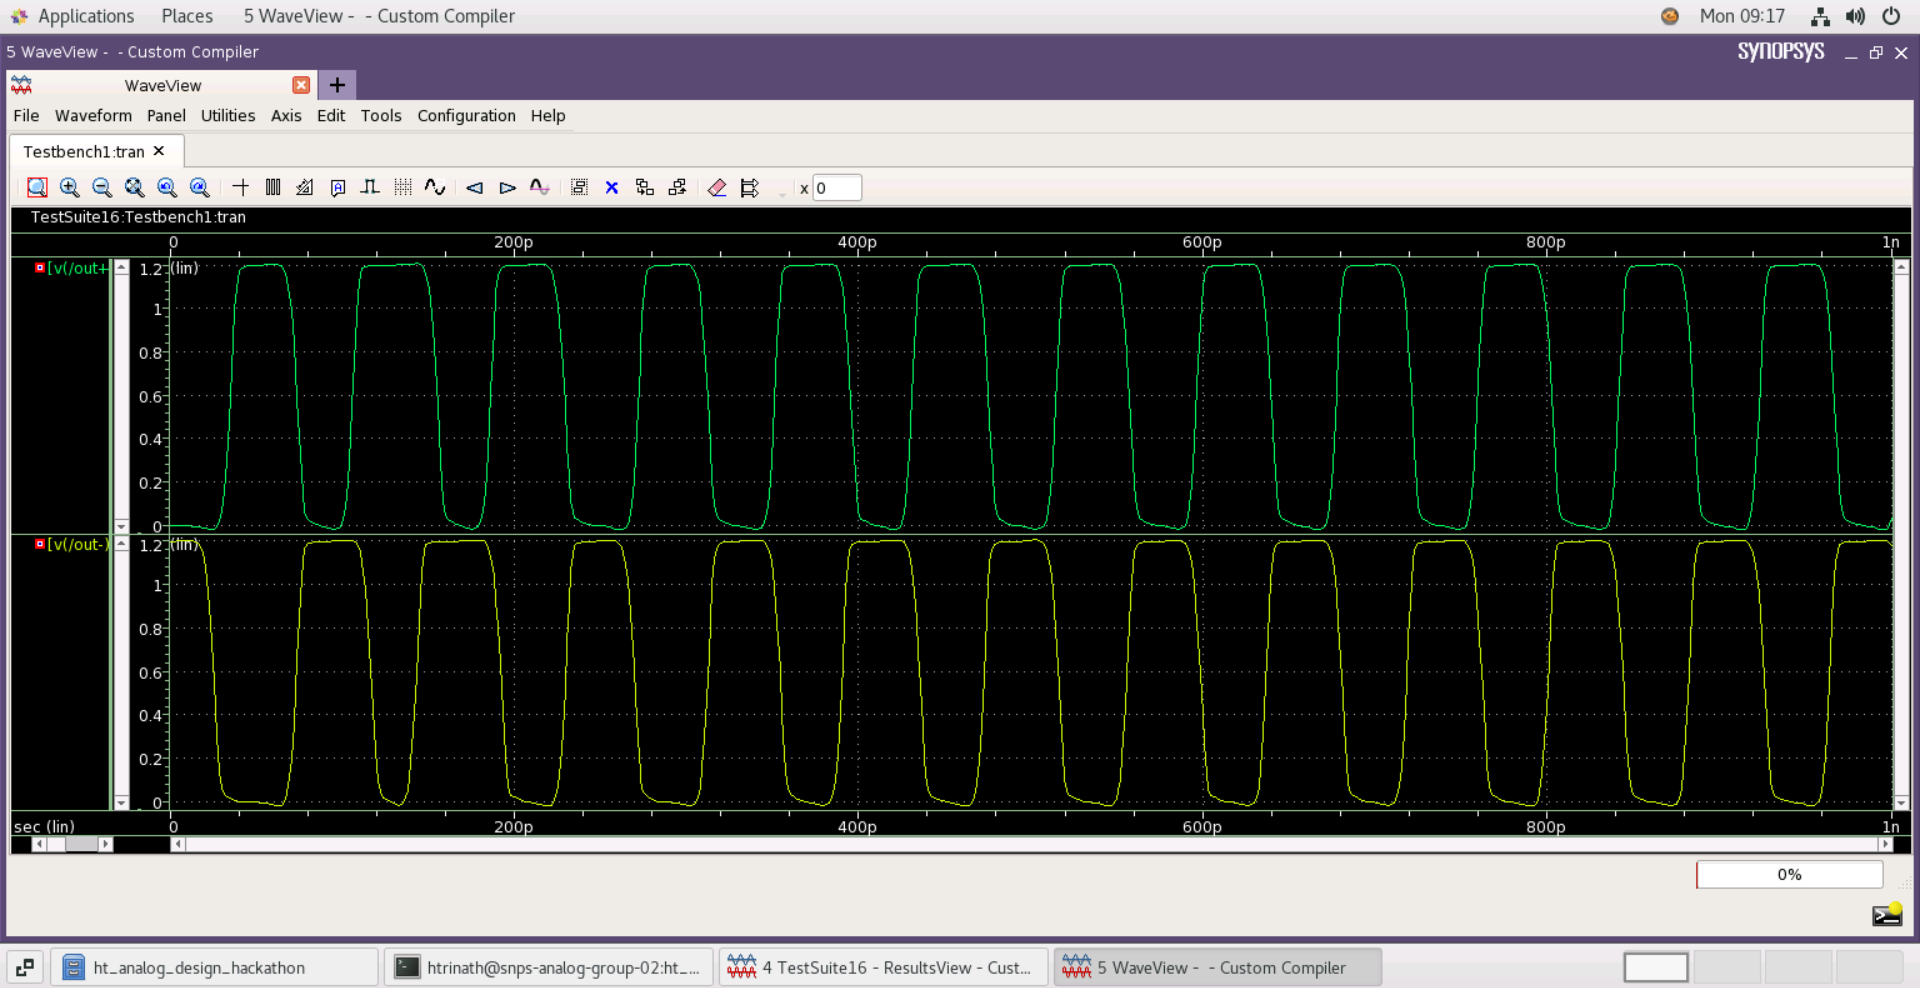 Applications Places 5 WaveView - - Custom Compiler Mon 09:17
5 WaveView - - Custom Compiler SYNOPSYS
WaveView
File Waveform Panel Utilities Axis Edit Tools Configuration Help
Testbench1:tran
x 0
TestSuite16:Testbench1:tran
0 200p 400p 600p 800p 1n
[v(/out+ 1.2 (lin)
1
0.8
0.6
0.4
0.2
0
[v(/out-) 1.2 (lin)
1
0.8
0.6
0.4
0.2
0
sec (lin) 0 200p 400p 600p 800p 1n
0%
ht_analog_design_hackathon htrinath@snps-analog-group-02:ht_... 4 TestSuite16 - ResultsView - Cust... 5 WaveView - - Custom Compiler